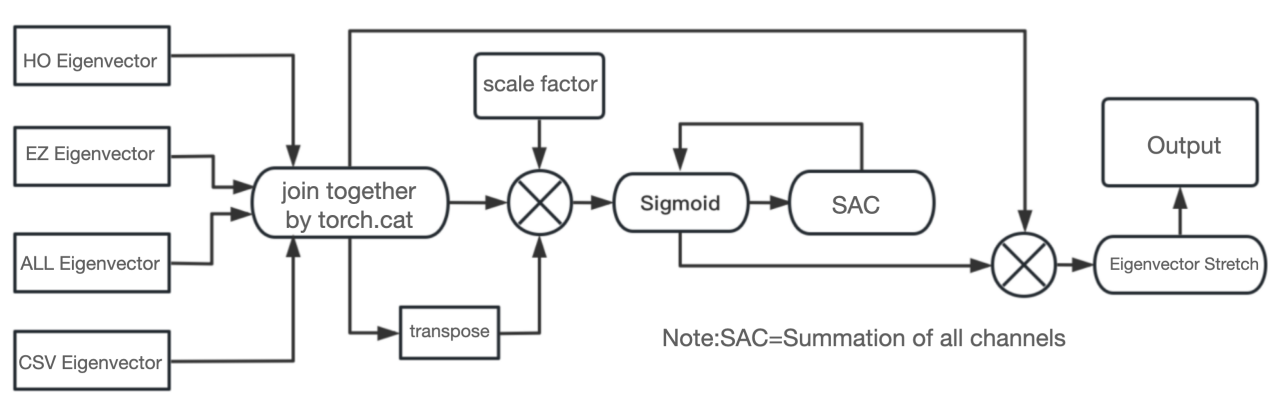 HO Eigenvector
EZ Eigenvector
ALL Eigenvector
CSV Eigenvector
join together
by torch.cat
transpose
scale factor
Sigmoid
SAC
Output
Eigenvector Stretch
Note:SAC=Summation of all channels